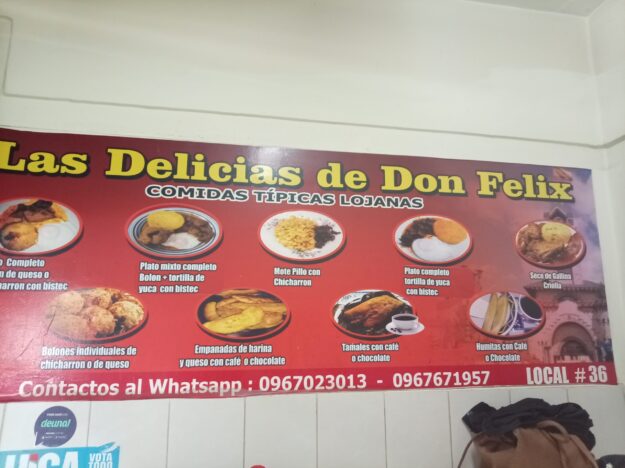 Las Delicias de Don Felix
COMIDAS TÍPICAS LOJANAS
Completo
n de queso o
charron con bistec
Plato mixto completo
Bolon + tortilla de
yuca con bistec
Mote Pillo con
Chicharron
Plato completo
tortilla de yuca
con bistec
Seco de Gallina
Criolla
Bolones individuales de
chicharron o de queso
Empanadas de harina
y queso con café o chocolate
Tamales con café
o chocolate
Humitas con Café
o Chocolate
Contactos al Whatsapp : 0967023013 - 0967671957
LOCAL # 36
deuna!
VOTA
TODO